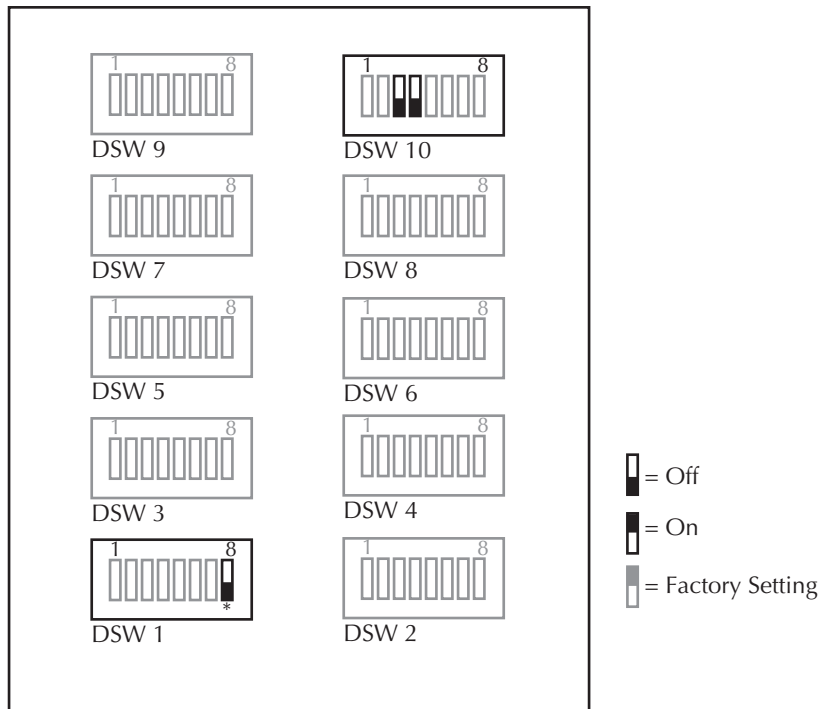 1 8
DSW 9
1 8
DSW 10
1 8
DSW 7
1 8
DSW 8
1 8
DSW 5
1 8
DSW 6
1 8
DSW 3
1 8
DSW 4
1 8
*
DSW 1
1 8
DSW 2
= Off
= On
= Factory Setting